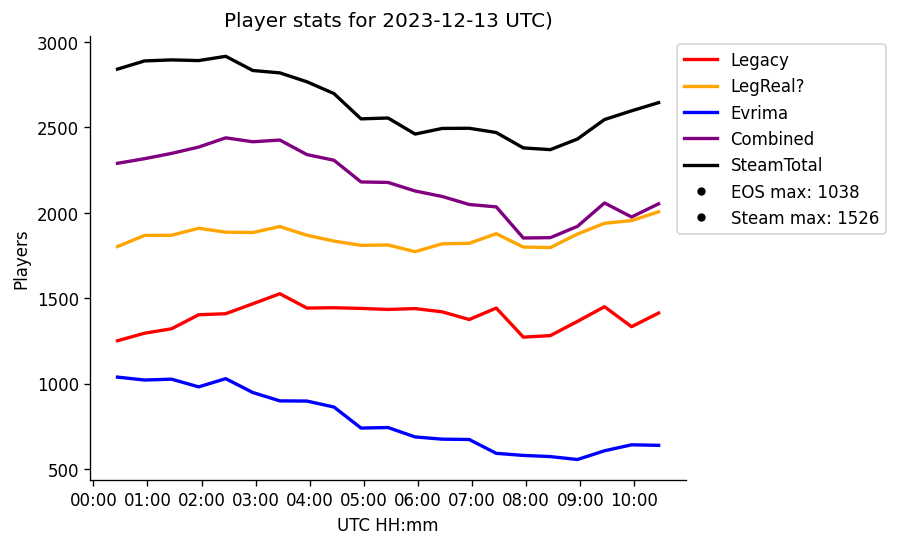 Player stats for 2023-12-13 UTC)
3000
2500
2000
1500
1000
500
Players
00:00 01:00 02:00 03:00 04:00 05:00 06:00 07:00 08:00 09:00 10:00
UTC HH:mm
Legacy
LegReal?
Evrima
Combined
SteamTotal
EOS max: 1038
Steam max: 1526